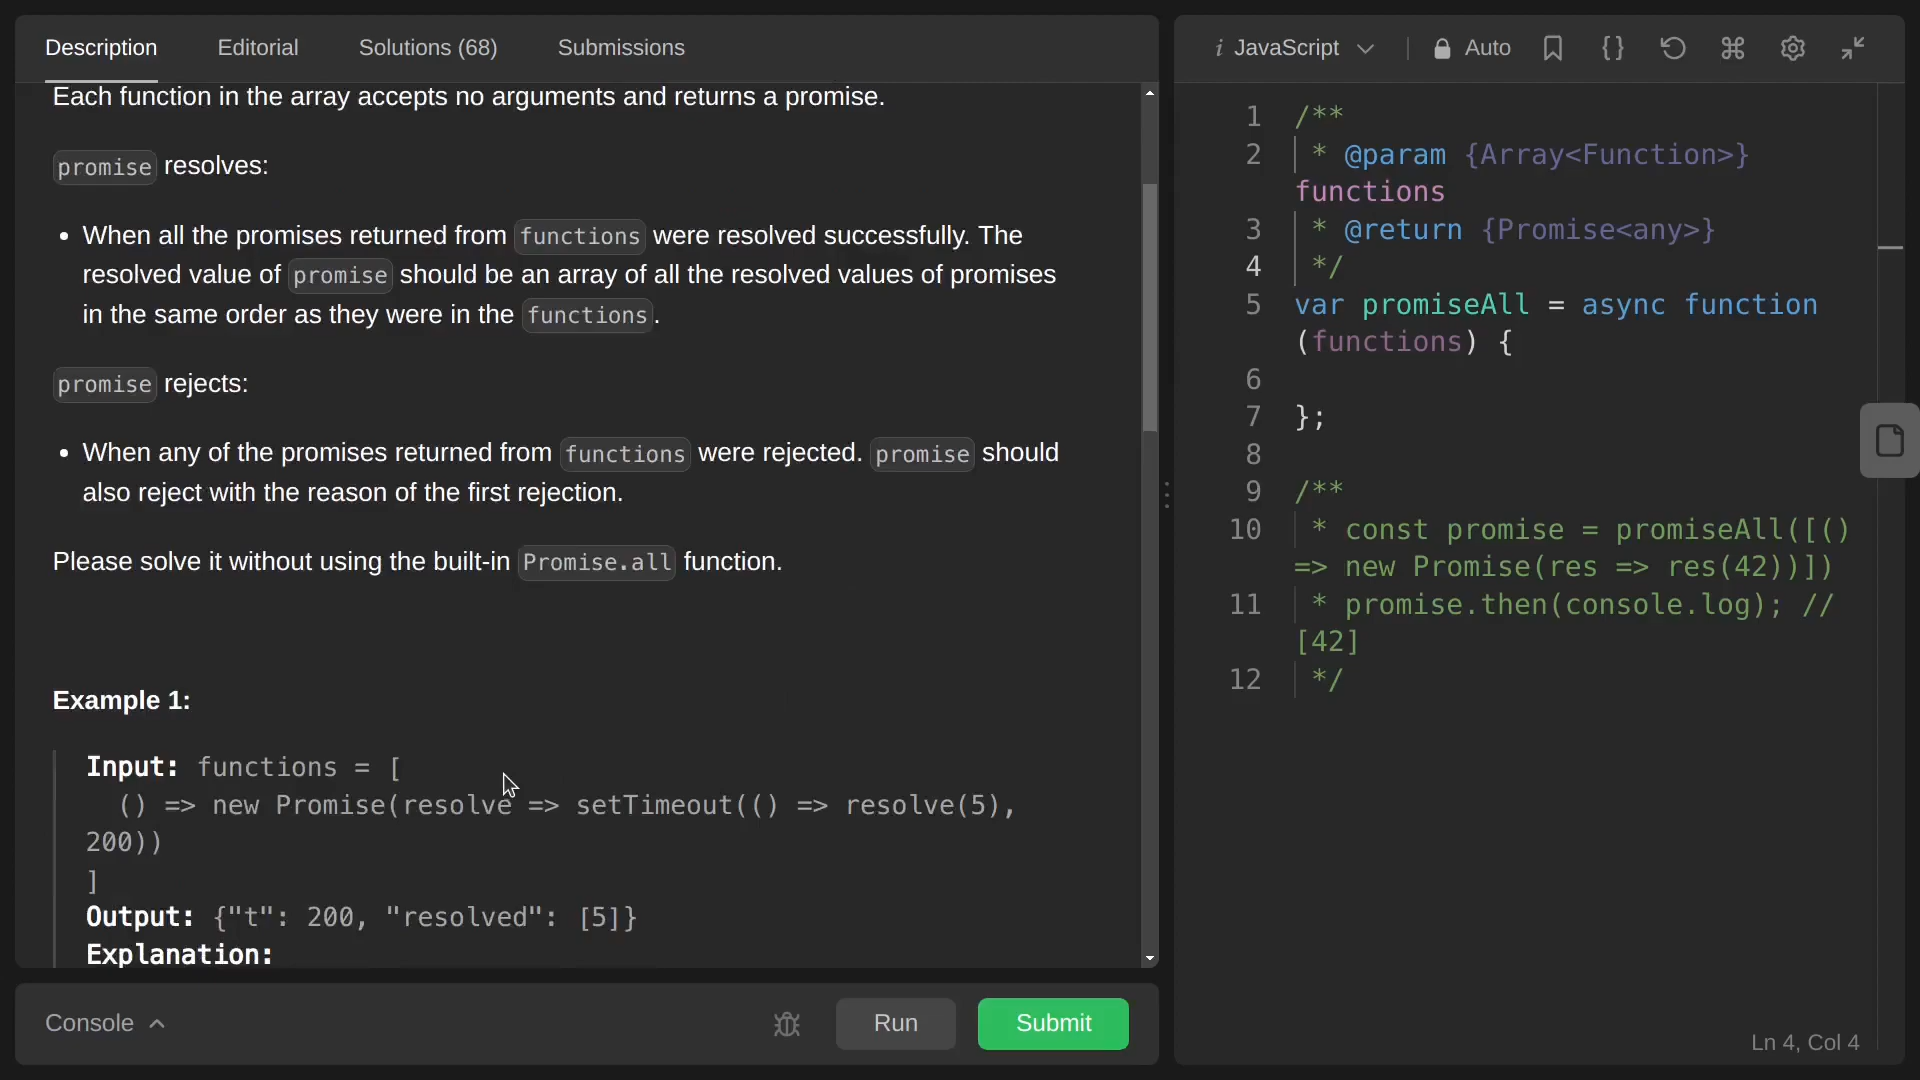 Description Editorial Solutions (68) Submissions
Each function in the array accepts no arguments and returns a promise.
promise resolves:
• When all the promises returned from functions were resolved successfully. The
resolved value of promise should be an array of all the resolved values of promises
in the same order as they were in the functions.
promise rejects:
• When any of the promises returned from functions were rejected. promise should
also reject with the reason of the first rejection.
Please solve it without using the built-in Promise.all function.
Example 1:
Input: functions = [
() => new Promise(resolve => setTimeout(() => resolve(5),
200))
]
Output: {"t": 200, "resolved": [5]}
Explanation:
Console Run Submit
i JavaScript Auto
1 /**
2 * @param {Array<Function>}
functions
3 * @return {Promise<any>}
4 */
5 var promiseAll = async function
(functions) {
6
7 };
8
9 /**
10 * const promise = promiseAll([()
=> new Promise(res => res(42))])
11 * promise.then(console.log); //
[42]
12 */
Ln 4, Col 4